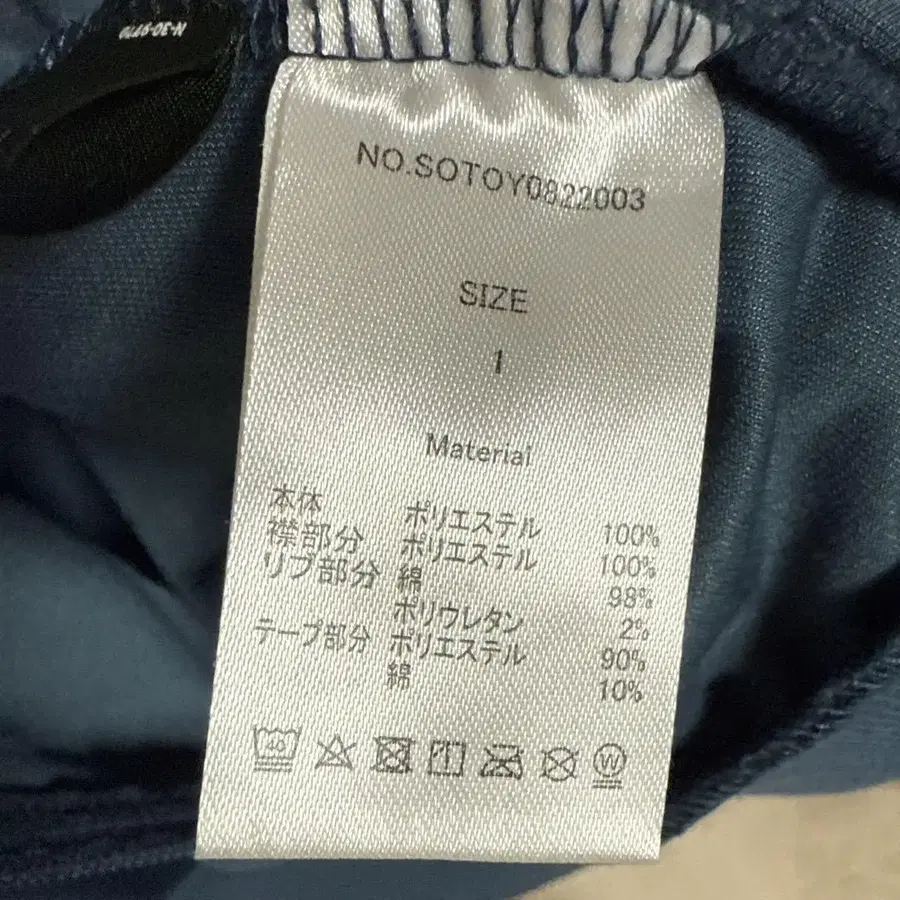 NO.SOTOY0822003
SIZE
1
Material
本体 ポリエステル 100%
襟部分 ポリエステル 100%
リブ部分 綿 98%
ポリウレタン 2%
テープ部分 ポリエステル 90%
綿 10%
40
W